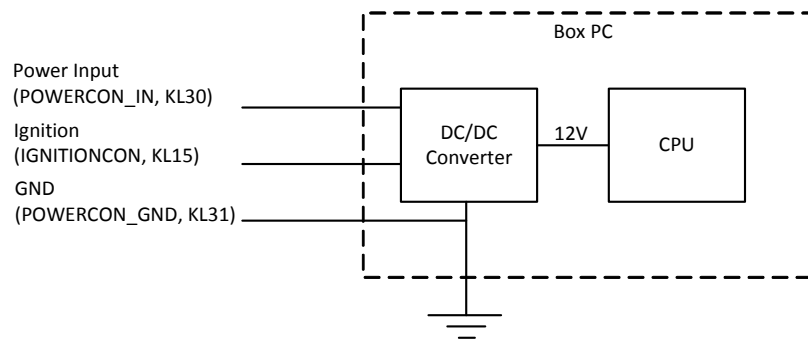 Box PC
Power Input
(POWERCON_IN, KL30)
Ignition
(IGNITIONCON, KL15)
GND
(POWERCON_GND, KL31)
DC/DC
Converter
12V
CPU